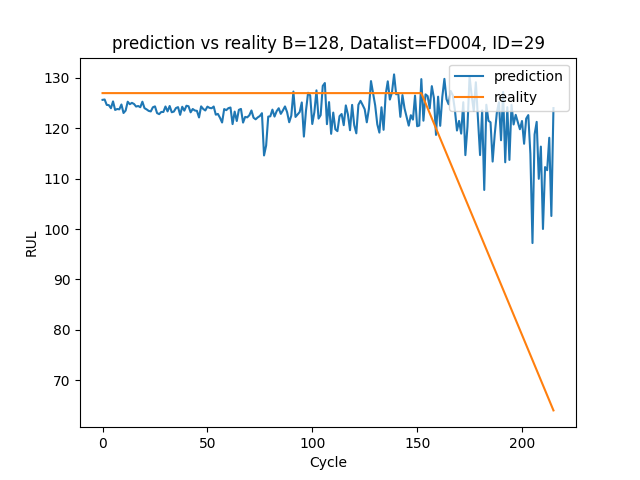 prediction vs reality B=128, Datalist=FD004, ID=29
prediction
reality
130
120
110
100
90
80
70
RUL
0 50 100 150 200
Cycle